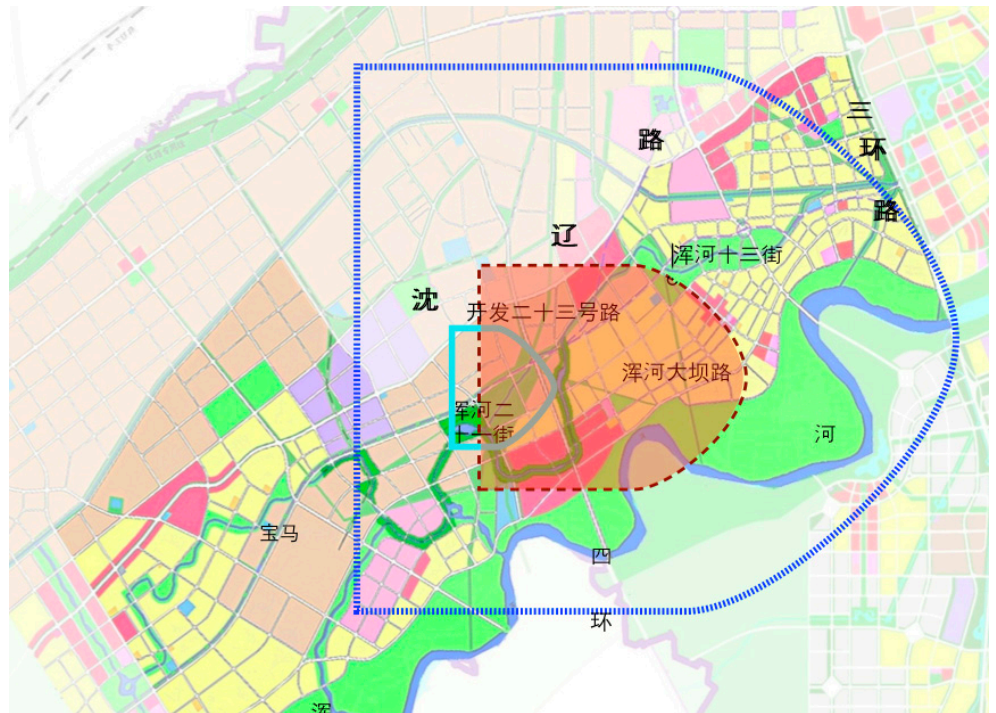 三
环
路
路
辽
沈
浑河十三街
开发二十三号路
浑河大坝路
浑河二
十一街
河
宝马
四
环
浑